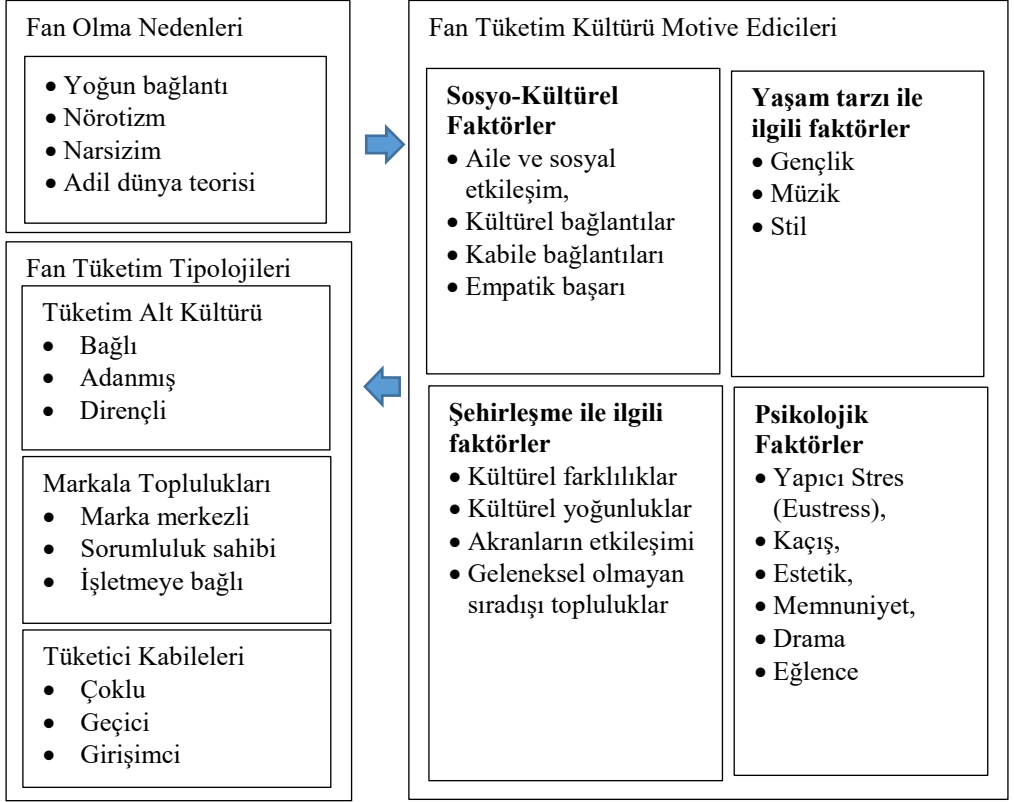 Fan Olma Nedenleri
• Yoğun bağlantı
• Nörotizm
• Narsizim
• Adil dünya teorisi
Fan Tüketim Kültürü Motive Edicileri
Sosyo-Kültürel
Faktörler
• Aile ve sosyal
etkileşim,
• Kültürel bağlantılar
• Kabile bağlantıları
• Empatik başarı
Yaşam tarzı ile
ilgili faktörler
• Gençlik
• Müzik
• Stil
Şehirleşme ile ilgili
faktörler
• Kültürel farklılıklar
• Kültürel yoğunluklar
• Akranların etkileşimi
• Geleneksel olmayan
sıradışı topluluklar
Psikolojik
Faktörler
• Yapıcı Stres
(Eustress),
• Kaçış,
• Estetik,
• Memnuniyet,
• Drama
• Eğlence
Fan Tüketim Tipolojileri
Tüketim Alt Kültürü
• Bağlı
• Adanmış
• Dirençli
Markala Toplulukları
• Marka merkezli
• Sorumluluk sahibi
• İşletmeye bağlı
Tüketici Kabileleri
• Çoklu
• Geçici
• Girişimci